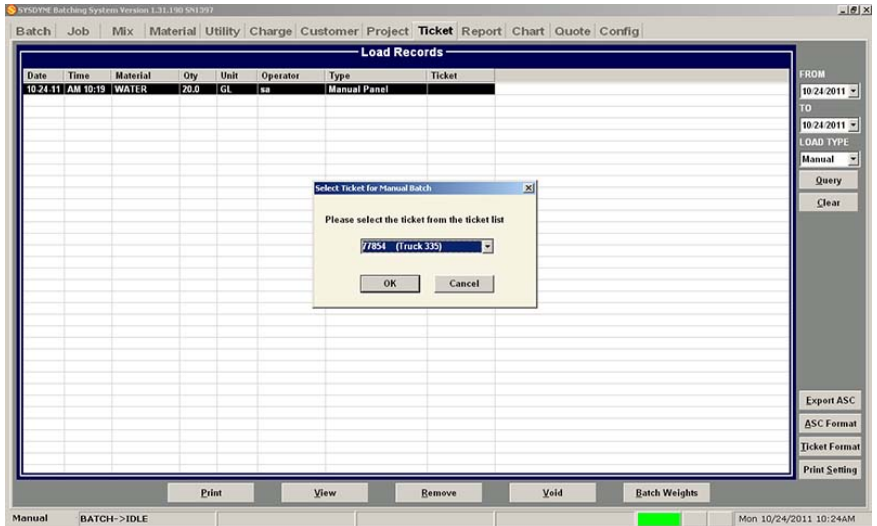 SYSDYNE Batching System Version 1.31.190 SN1397
Batch Job Mix Material Utility Charge Customer Project Ticket Report Chart Quote Config
Load Records
Date Time Material Qty Unit Operator Type Ticket
10-24-11 AM 10:19 WATER 20.0 GL sa Manual Panel
FROM
10/24/2011
TO
10/24/2011
LOAD TYPE
Manual
Query
Clear
Select Ticket for Manual Batch
Please select the ticket from the ticket list
77854 (Truck 335)
OK Cancel
Export ASC
ASC Format
Ticket Format
Print Setting
Print View Remove Void Batch Weights
Manual BATCH->IDLE Mon 10/24/2011 10:24AM